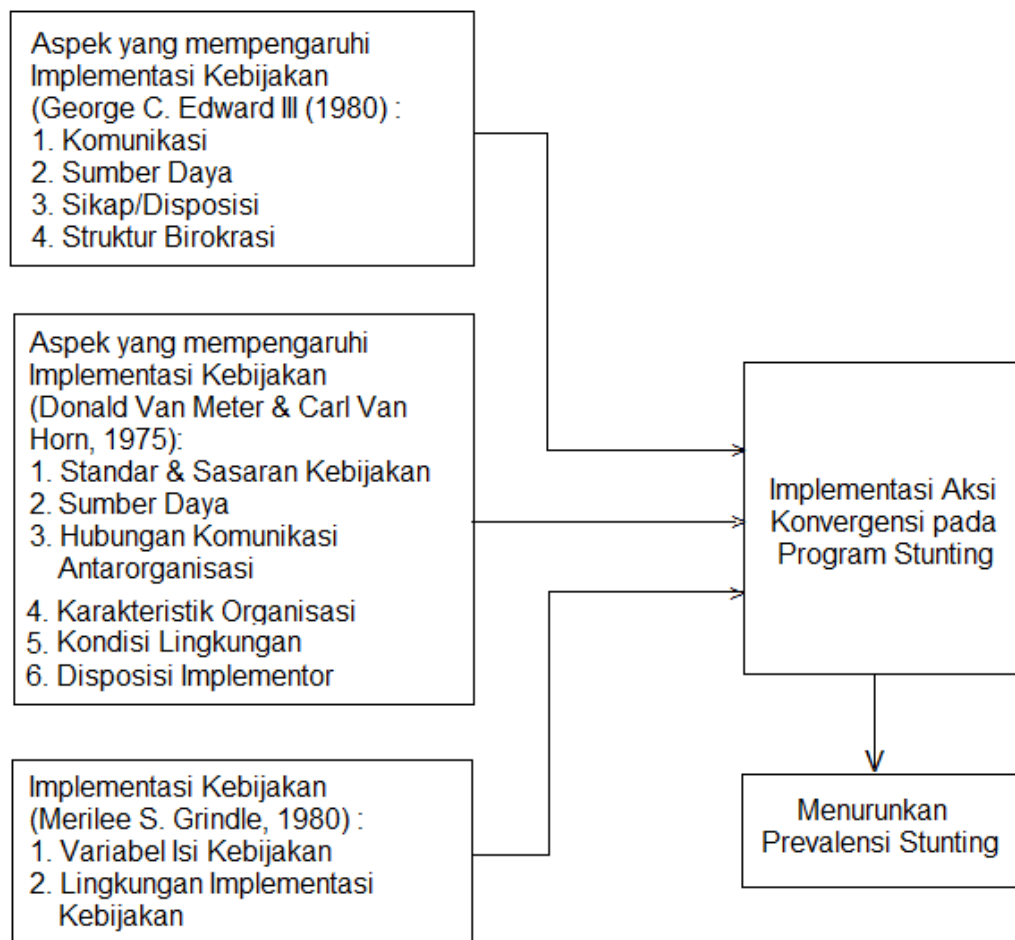 Aspek yang mempengaruhi
Implementasi Kebijakan
(George C. Edward III (1980) :
1. Komunikasi
2. Sumber Daya
3. Sikap/Disposisi
4. Struktur Birokrasi
Aspek yang mempengaruhi
Implementasi Kebijakan
(Donald Van Meter & Carl Van
Horn, 1975):
1. Standar & Sasaran Kebijakan
2. Sumber Daya
3. Hubungan Komunikasi
Antarorganisasi
4. Karakteristik Organisasi
5. Kondisi Lingkungan
6. Disposisi Implementor
Implementasi Kebijakan
(Merilee S. Grindle, 1980) :
1. Variabel Isi Kebijakan
2. Lingkungan Implementasi
Kebijakan
Implementasi Aksi
Konvergensi pada
Program Stunting
Menurunkan
Prevalensi Stunting